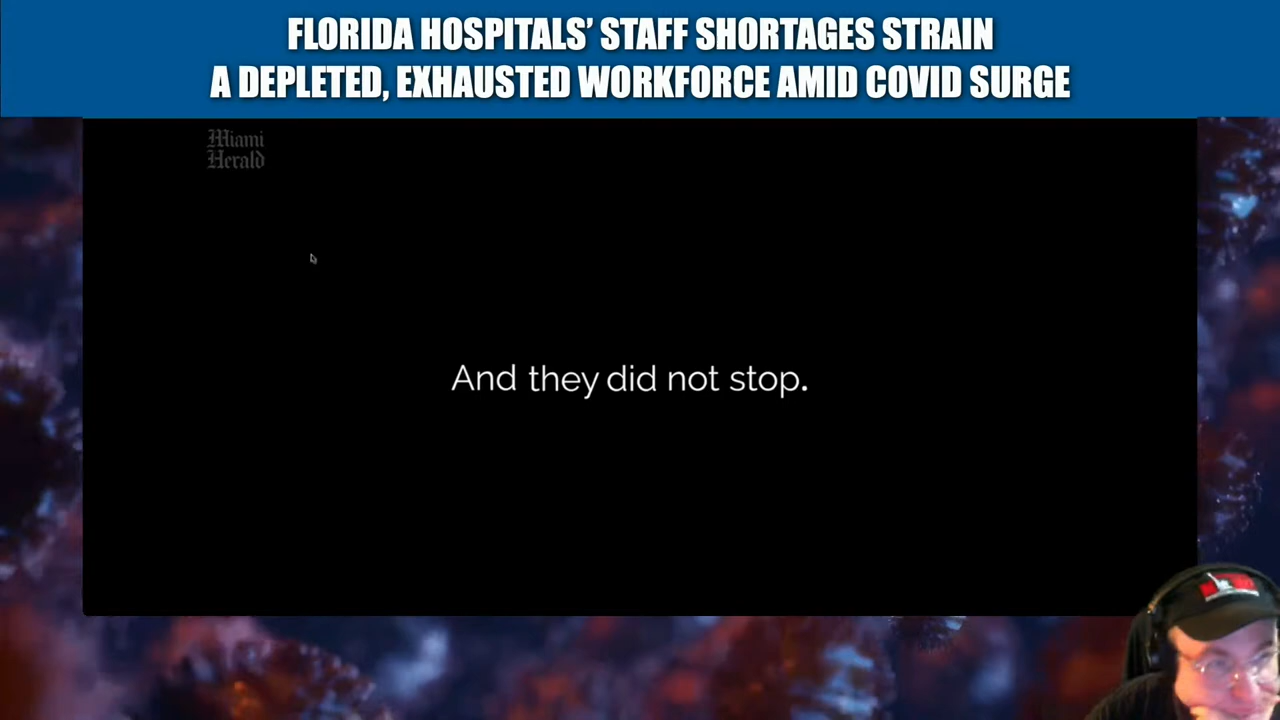 FLORIDA HOSPITALS’ STAFF SHORTAGES STRAIN
A DEPLETED, EXHAUSTED WORKFORCE AMID COVID SURGE
Miami
Herald
And they did not stop.